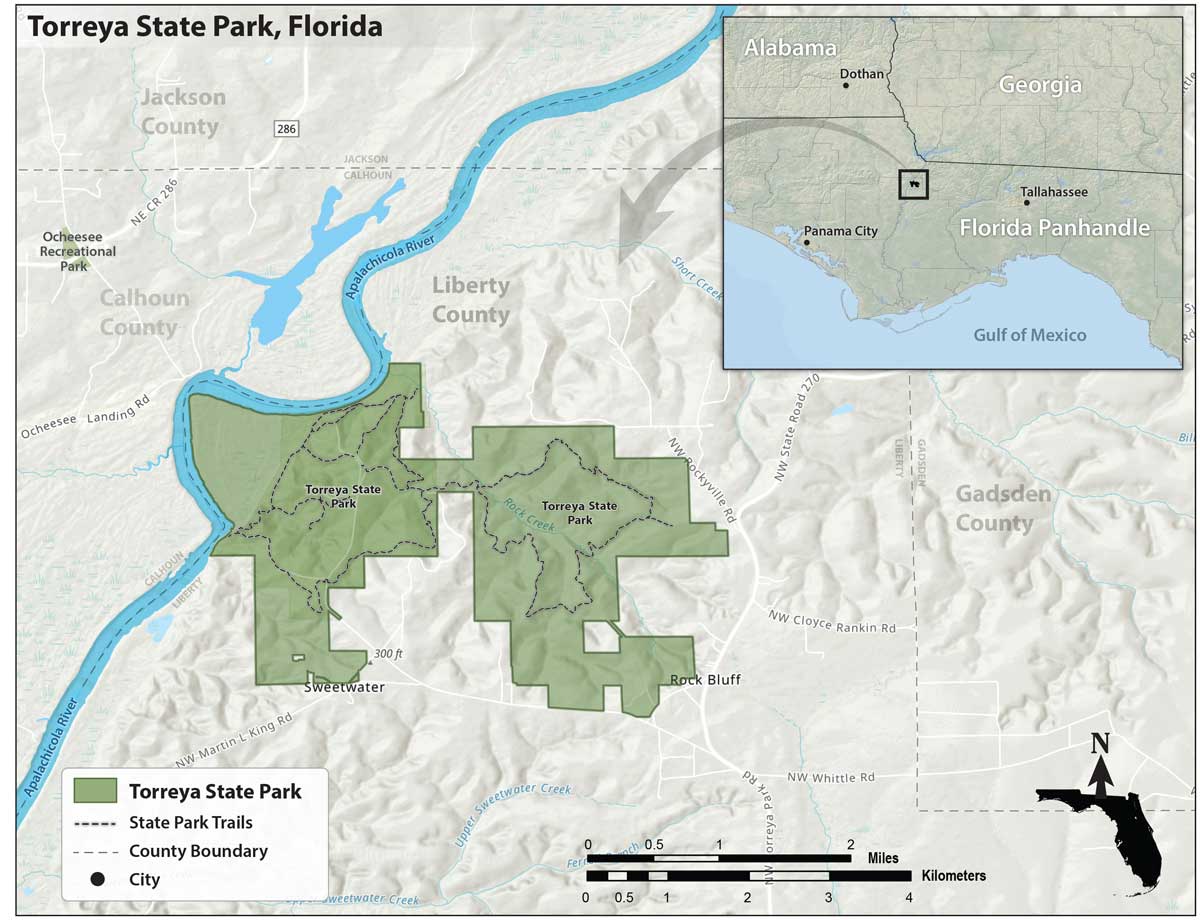 Torreya State Park, Florida
Alabama
Dothan
Georgia
Tallahassee
Panama City
Florida Panhandle
Gulf of Mexico
Jackson
County
286
JACKSON
CALHOUN
NE CR 286
Ocheesee
Recreational
Park
Apalachicola River
Short Creek
Calhoun
County
Liberty
County
Ocheesee Landing Rd
NW State Road 270
NW Rockyville Rd
LIBERTY
GADSDEN
Torreya State
Park
Torreya State
Park
Rock Creek
Gadsden
County
CALHOUN
LIBERTY
NW Cloyce Rankin Rd
300 ft
Sweetwater
Rock Bluff
NW Martin L King Rd
Apalachicola River
NW Whittle Rd
NW Torreya Park Rd
Upper Sweetwater Creek
Upper Sweetwater Creek
N
Torreya State Park
State Park Trails
County Boundary
City
0 0.5 1 2
Miles
Kilometers
0 0.5 1 2 3 4